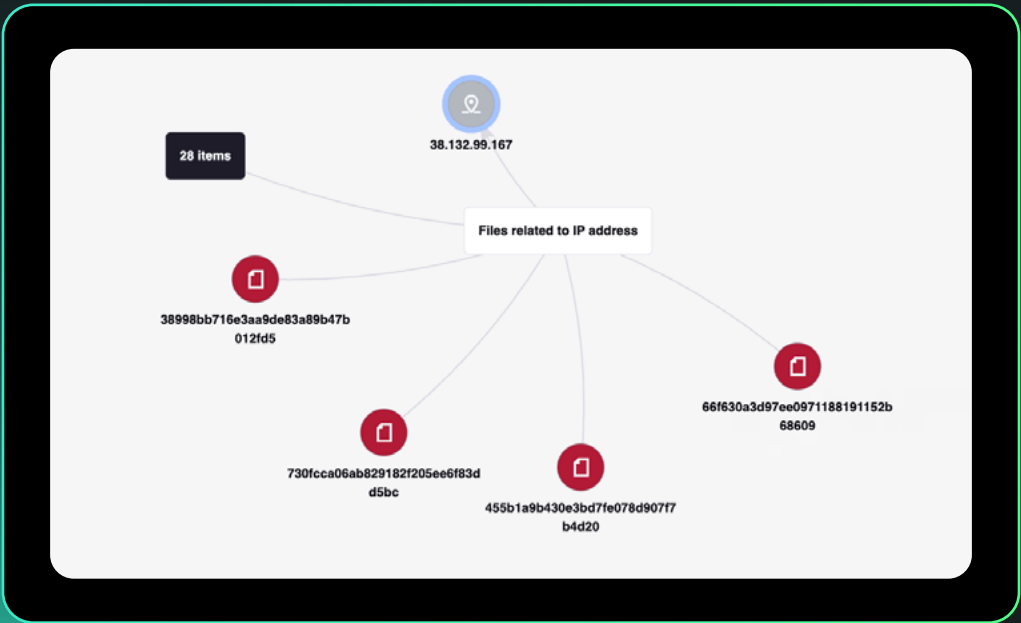 38.132.99.167
28 items
Files related to IP address
38998bb716e3aa9de83a89b47b
012fd5
66f630a3d97ee0971188191152b
68609
730fcca06ab829182f205ee6f83d
d5bc
455b1a9b430e3bd7fe078d907f7
b4d20